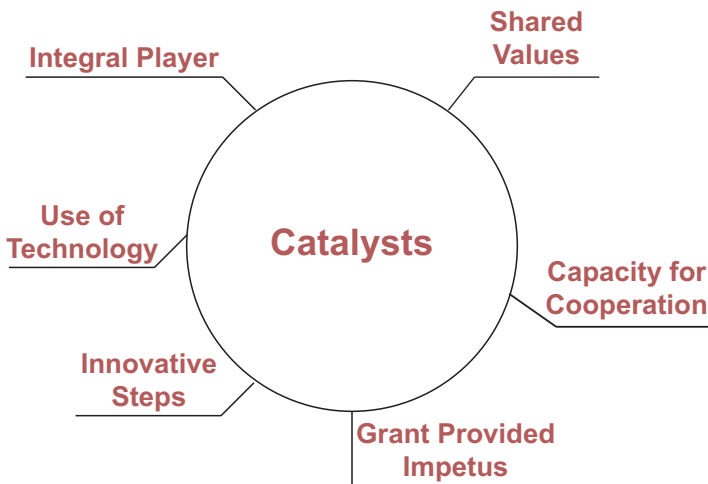 Integral Player
Shared
Values
Use of
Technology
Catalysts
Capacity for
Cooperation
Innovative
Steps
Grant Provided
Impetus